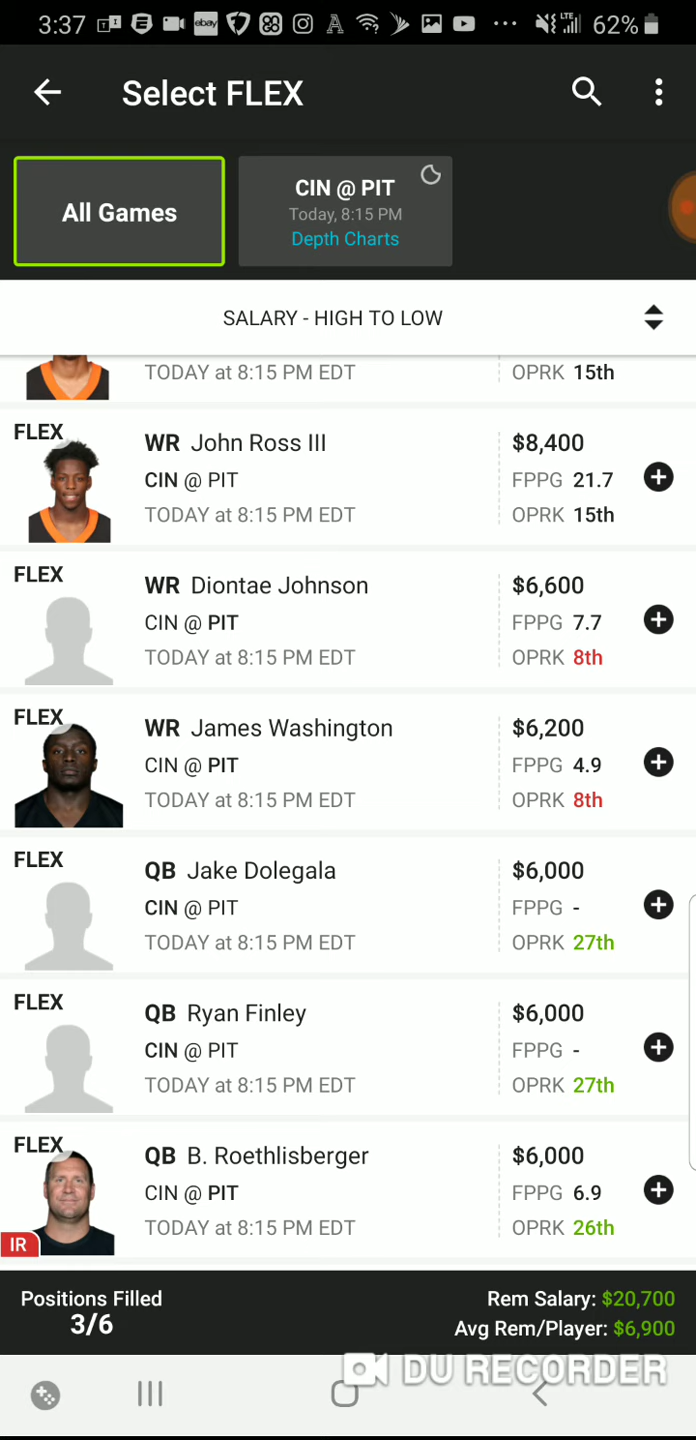 3:37 ebay LTE 62%
Select FLEX
All Games
CIN @ PIT
Today, 8:15 PM
Depth Charts
SALARY - HIGH TO LOW
TODAY at 8:15 PM EDT OPRK 15th
FLEX WR John Ross III $8,400
CIN @ PIT FPPG 21.7
TODAY at 8:15 PM EDT OPRK 15th
FLEX WR Diontae Johnson $6,600
CIN @ PIT FPPG 7.7
TODAY at 8:15 PM EDT OPRK 8th
FLEX WR James Washington $6,200
CIN @ PIT FPPG 4.9
TODAY at 8:15 PM EDT OPRK 8th
FLEX QB Jake Dolegala $6,000
CIN @ PIT FPPG -
TODAY at 8:15 PM EDT OPRK 27th
FLEX QB Ryan Finley $6,000
CIN @ PIT FPPG -
TODAY at 8:15 PM EDT OPRK 27th
FLEX QB B. Roethlisberger $6,000
CIN @ PIT FPPG 6.9
IR TODAY at 8:15 PM EDT OPRK 26th
Positions Filled Rem Salary: $20,700
3/6 Avg Rem/Player: $6,900
DU RECORDER